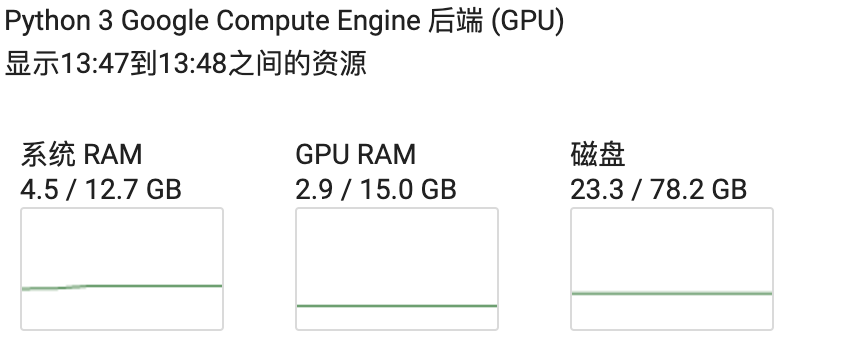 Python 3 Google Compute Engine 后端 (GPU)
显示13:47到13:48之间的资源
系统 RAM
4.5 / 12.7 GB
GPU RAM
2.9 / 15.0 GB
磁盘
23.3 / 78.2 GB